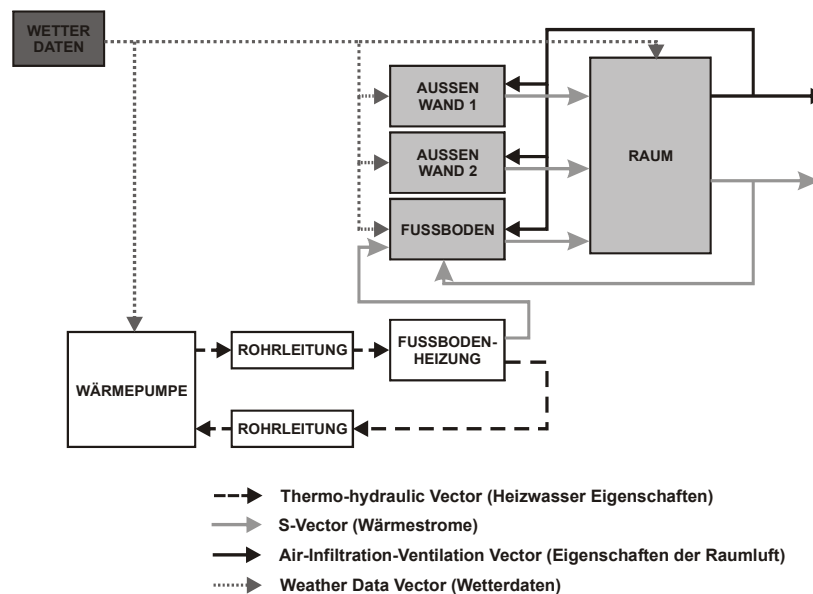 WETTER
DATEN
AUSSEN
WAND 1
AUSSEN
WAND 2
FUSSBODEN
RAUM
WÄRMEPUMPE
ROHRLEITUNG
FUSSBODEN-
HEIZUNG
ROHRLEITUNG
Thermo-hydraulic Vector (Heizwasser Eigenschaften)
S-Vector (Wärmestrome)
Air-Infiltration-Ventilation Vector (Eigenschaften der Raumluft)
Weather Data Vector (Wetterdaten)